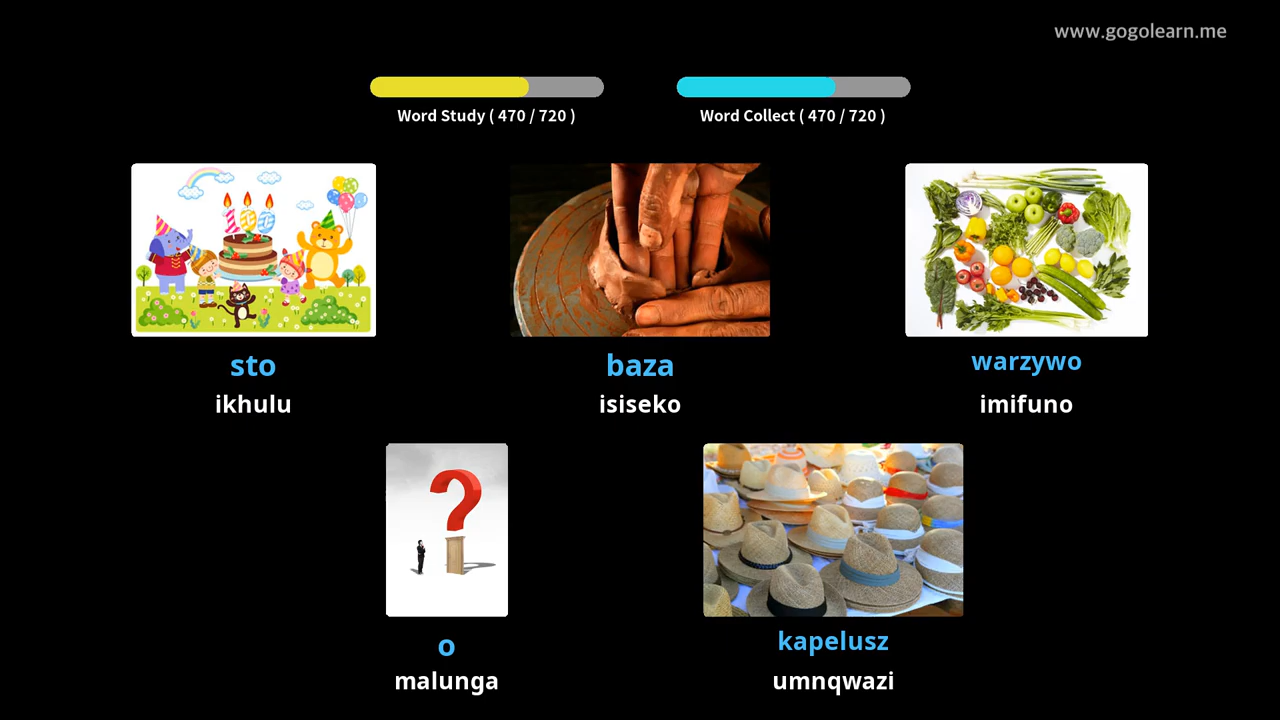 www.gogolearn.me
Word Study ( 470 / 720 )
Word Collect ( 470 / 720 )
100
sto
ikhulu
baza
isiseko
warzywo
imifuno
?
o
malunga
kapelusz
umnqwazi